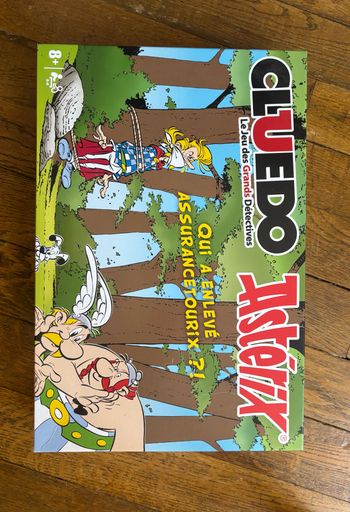 CLUEDO
Le Jeu des Grands Détectives
Astérix®
QUI A ENLEVÉ
ASSURANCETOURIX ?!
8+